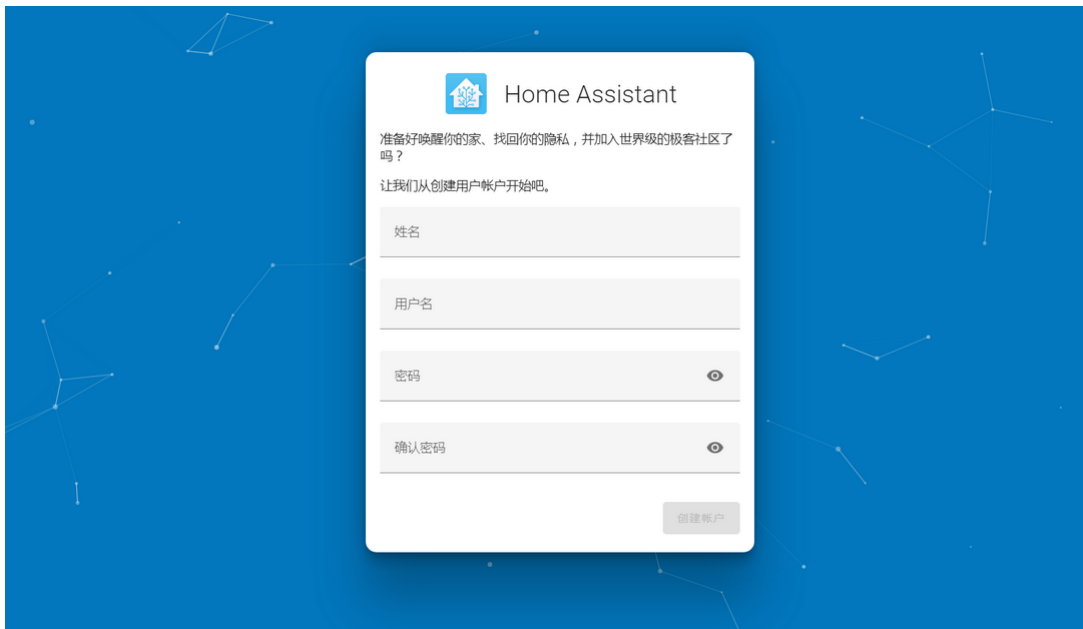 Home Assistant
准备好唤醒你的家、找回你的隐私，并加入世界级的极客社区了
吗？
让我们从创建用户帐户开始吧。
姓名
用户名
密码
确认密码
创建帐户